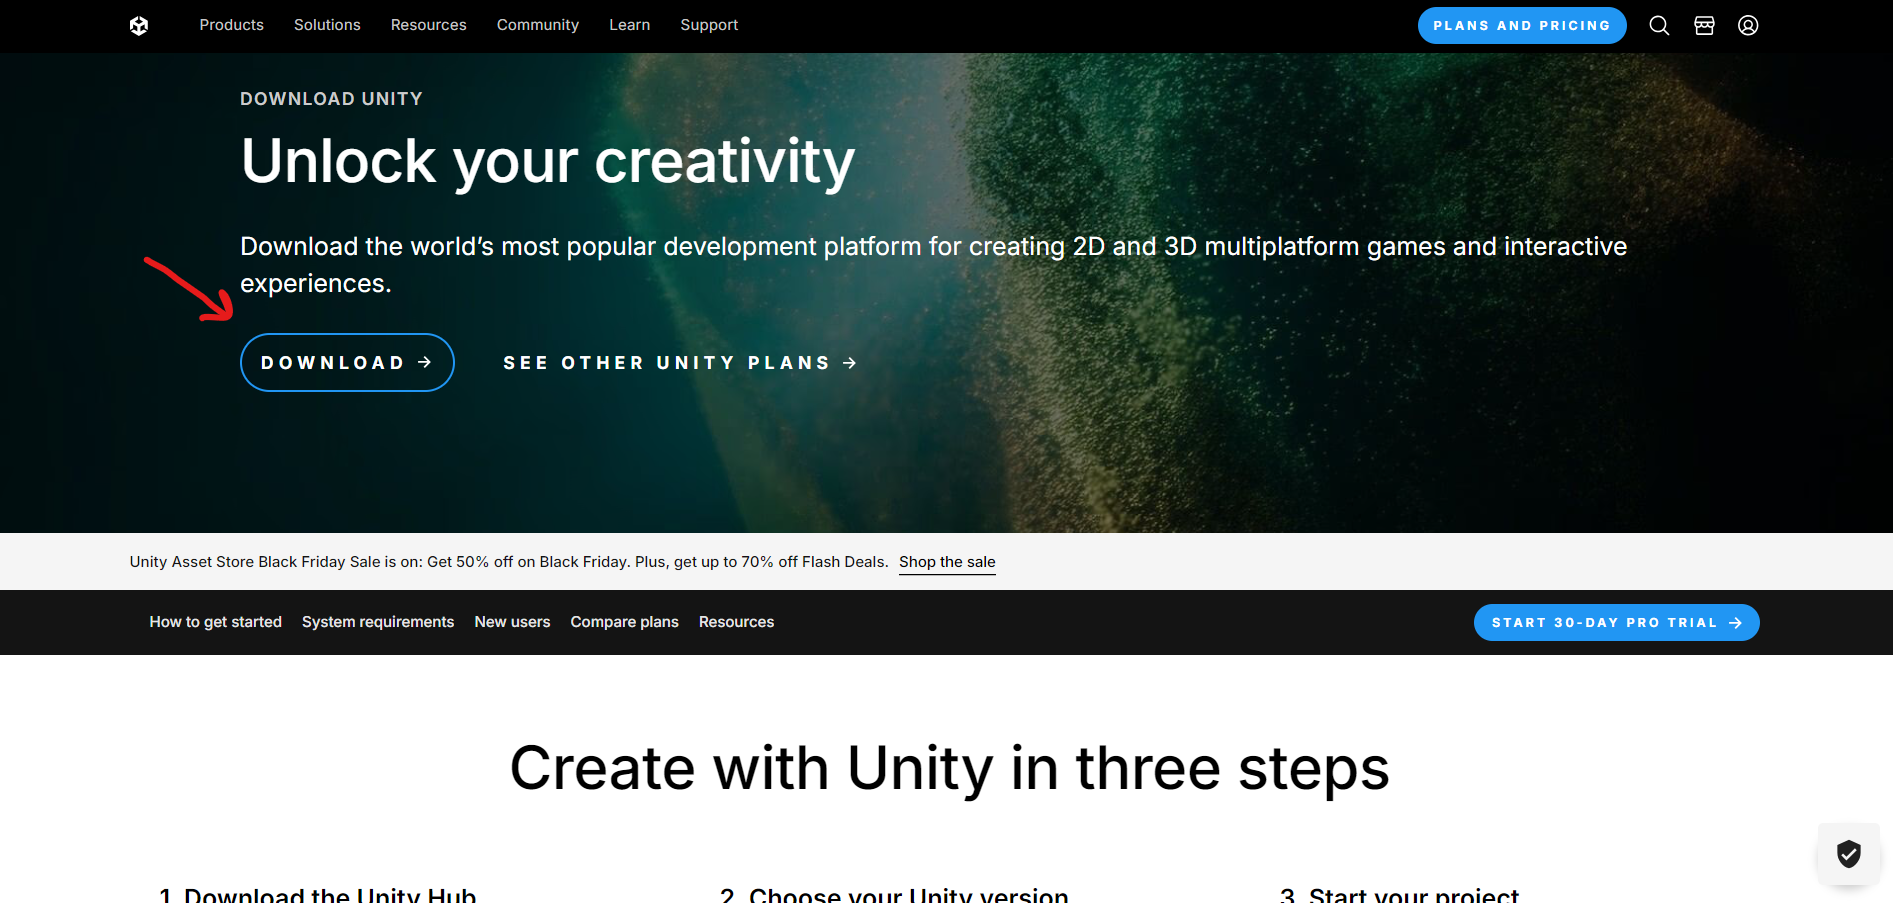 Products Solutions Resources Community Learn Support PLANS AND PRICING
DOWNLOAD UNITY
Unlock your creativity
Download the world’s most popular development platform for creating 2D and 3D multiplatform games and interactive
experiences.
DOWNLOAD → SEE OTHER UNITY PLANS →
Unity Asset Store Black Friday Sale is on: Get 50% off on Black Friday. Plus, get up to 70% off Flash Deals. Shop the sale
How to get started System requirements New users Compare plans Resources START 30-DAY PRO TRIAL →
Create with Unity in three steps
1. Download the Unity Hub 2. Choose your Unity version 3. Start your project